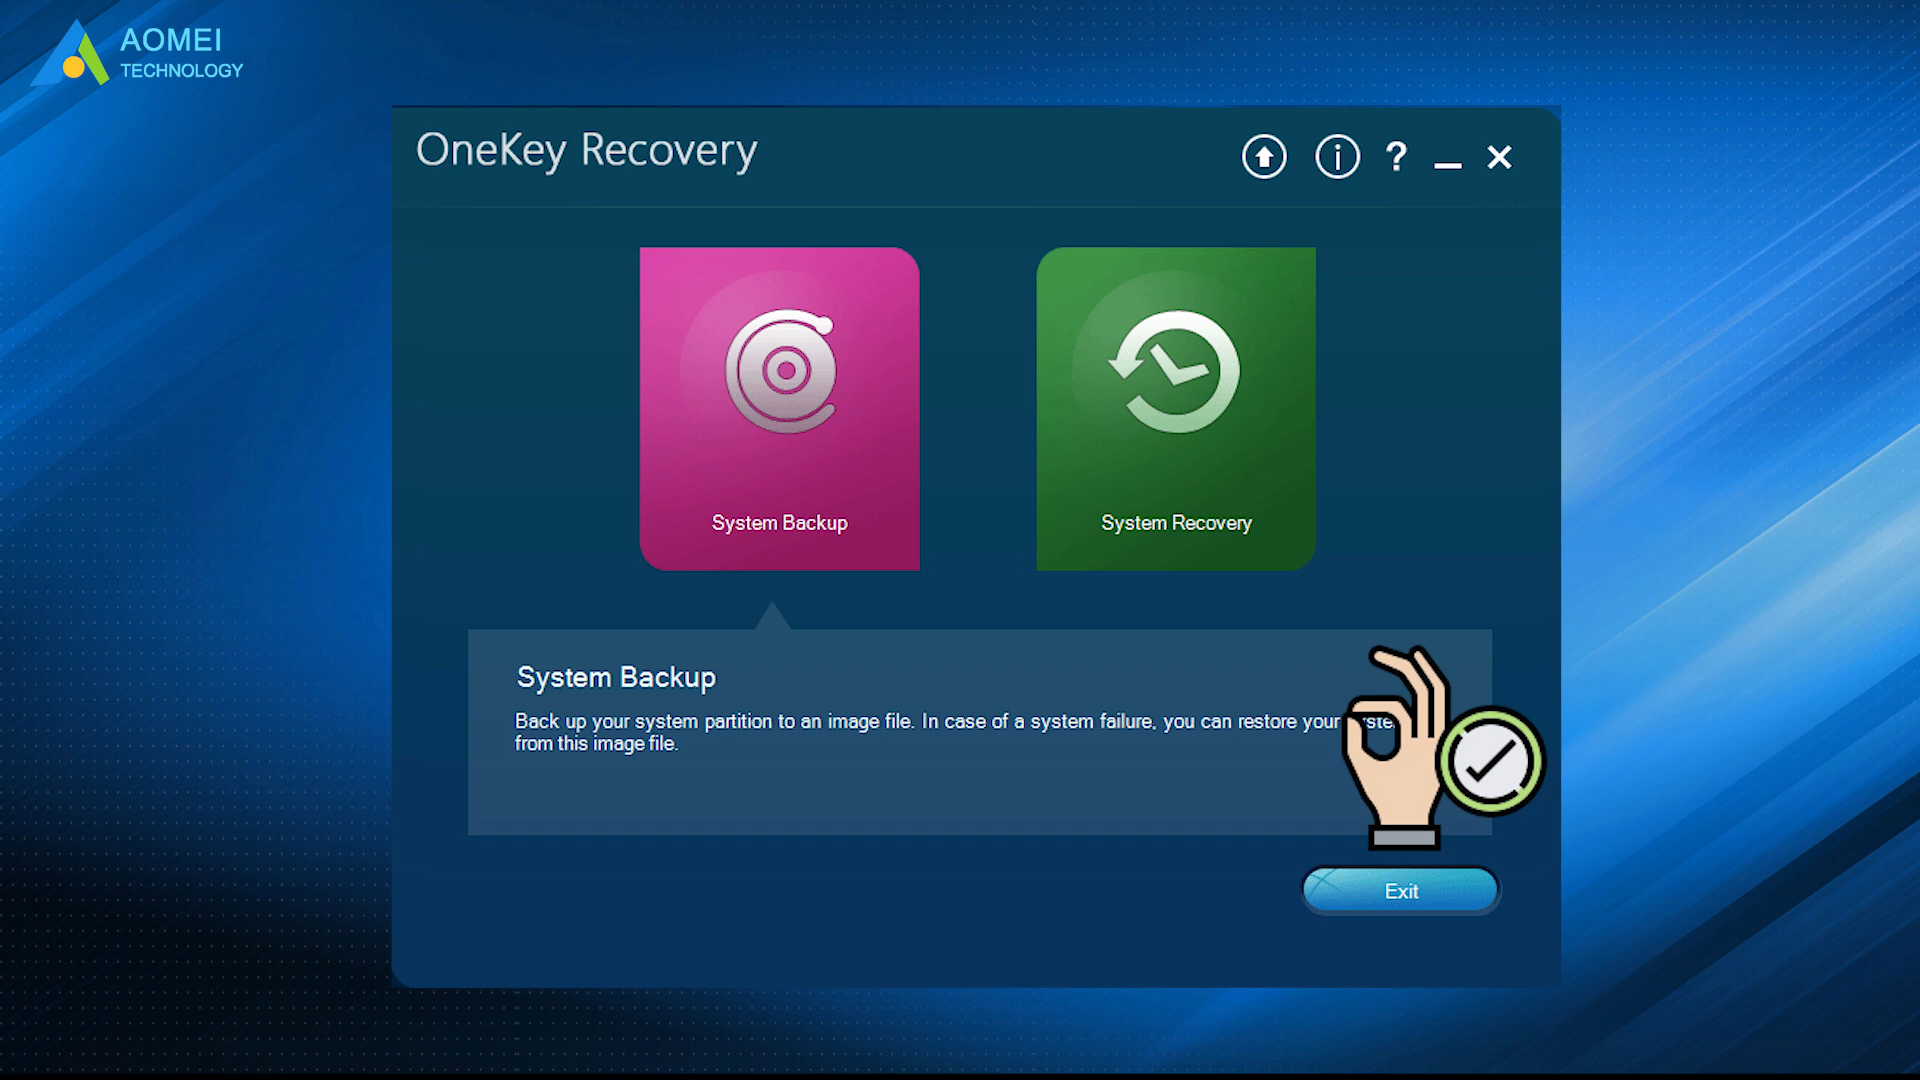 AOMEI
TECHNOLOGY
OneKey Recovery
System Backup
System Recovery
System Backup
Back up your system partition to an image file. In case of a system failure, you can restore your
from this image file.
Exit